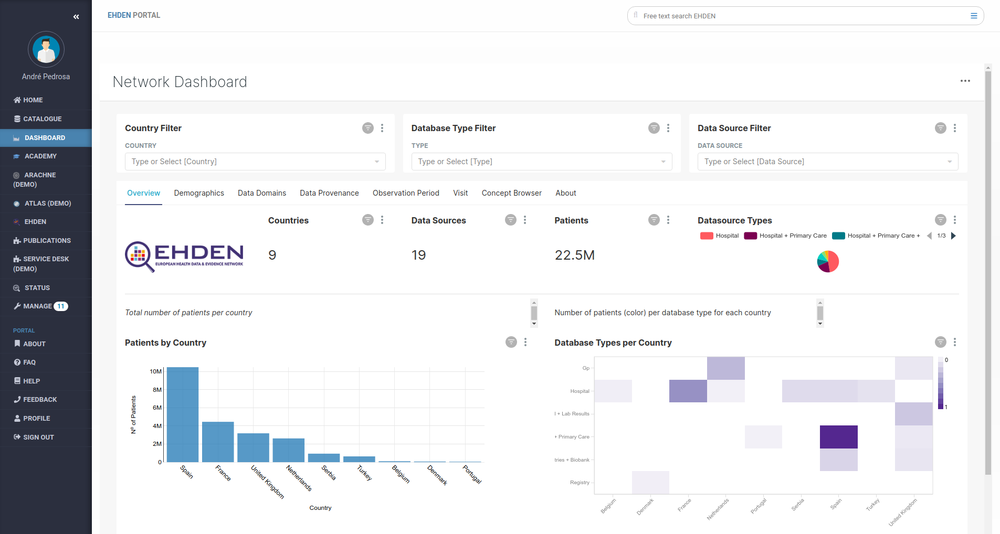 EHDEN PORTAL
Free text search EHDEN
André Pedrosa
HOME
CATALOGUE
DASHBOARD
ACADEMY
ARACHNE
(DEMO)
ATLAS (DEMO)
EHDEN
PUBLICATIONS
SERVICE DESK
(DEMO)
STATUS
MANAGE 11
PORTAL
ABOUT
FAQ
HELP
FEEDBACK
PROFILE
SIGN OUT
Network Dashboard
Country Filter
COUNTRY
Type or Select [Country]
Database Type Filter
TYPE
Type or Select [Type]
Data Source Filter
DATA SOURCE
Type or Select [Data Source]
Overview Demographics Data Domains Data Provenance Observation Period Visit Concept Browser About
EHDEN
EUROPEAN HEALTH DATA & EVIDENCE NETWORK
Countries
9
Data Sources
19
Patients
22.5M
Datasource Types
Hospital Hospital + Primary Care Hospital + Primary Care + 1/3
Total number of patients per country
Number of patients (color) per database type for each country
Patients by Country
Nº of Patients
10M
8M
6M
4M
2M
0
Spain
France
United Kingdom
Netherlands
Serbia
Turkey
Belgium
Denmark
Portugal
Country
Database Types per Country
Gp
Hospital
l + Lab Results
+ Primary Care
tries + Biobank
Registry
Belgium
Denmark
France
Netherlands
Portugal
Serbia
Spain
Turkey
United Kingdom
0
1